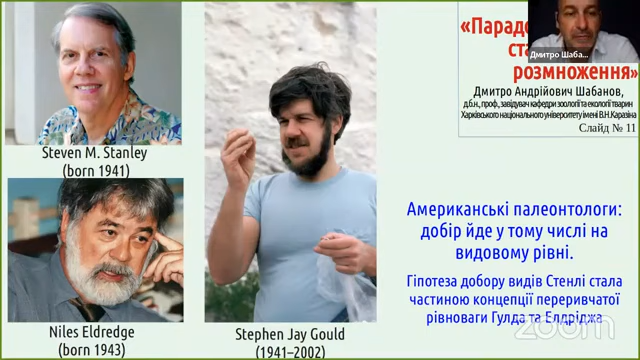 Steven M. Stanley
(born 1941)
Niles Eldredge
(born 1943)
Stephen Jay Gould
(1941–2002)
розмноження»
Дмитро Андрійович Шабанов,
д.б.н., проф., завідувач кафедри зоології та екології тварин
Харківського національного університету імені В.Н.Каразіна
Слайд № 11
Дмитро Шаба...
Американські палеонтологи:
добір йде у тому числі на
видовому рівні.
Гіпотеза добору видів Стенлі стала
частиною концепції переривчатої
рівноваги Гулда та Елдріджа
zoom